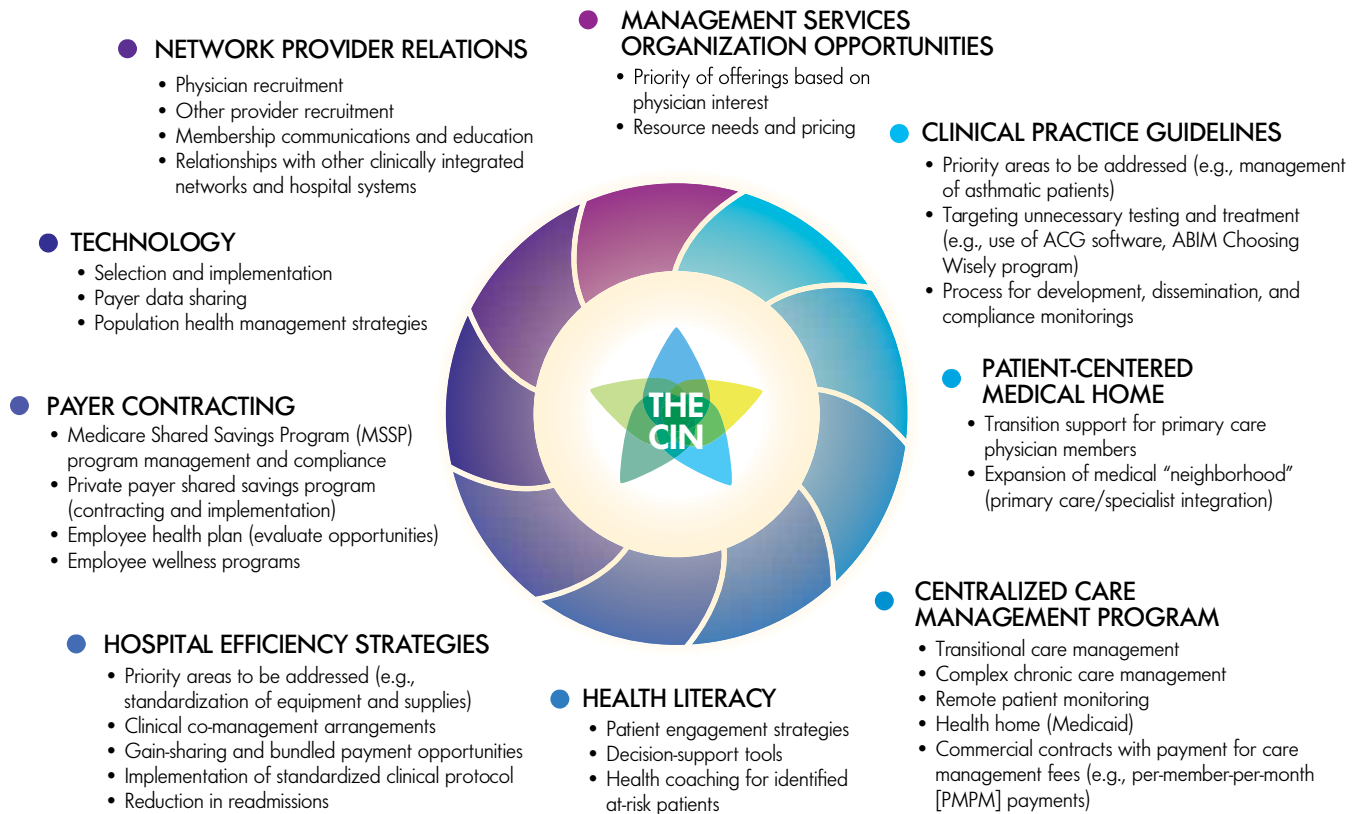 NETWORK PROVIDER RELATIONS
• Physician recruitment
• Other provider recruitment
• Membership communications and education
• Relationships with other clinically integrated
networks and hospital systems
MANAGEMENT SERVICES
ORGANIZATION OPPORTUNITIES
• Priority of offerings based on
physician interest
• Resource needs and pricing
CLINICAL PRACTICE GUIDELINES
• Priority areas to be addressed (e.g., management
of asthmatic patients)
• Targeting unnecessary testing and treatment
(e.g., use of ACG software, ABIM Choosing
Wisely program)
• Process for development, dissemination, and
compliance monitorings
TECHNOLOGY
• Selection and implementation
• Payer data sharing
• Population health management strategies
THE
CIN
PATIENT-CENTERED
MEDICAL HOME
• Transition support for primary care
physician members
• Expansion of medical “neighborhood”
(primary care/specialist integration)
PAYER CONTRACTING
• Medicare Shared Savings Program (MSSP)
program management and compliance
• Private payer shared savings program
(contracting and implementation)
• Employee health plan (evaluate opportunities)
• Employee wellness programs
CENTRALIZED CARE
MANAGEMENT PROGRAM
• Transitional care management
• Complex chronic care management
• Remote patient monitoring
• Health home (Medicaid)
• Commercial contracts with payment for care
management fees (e.g., per-member-per-month
[PMPM] payments)
HOSPITAL EFFICIENCY STRATEGIES
• Priority areas to be addressed (e.g.,
standardization of equipment and supplies)
• Clinical co-management arrangements
• Gain-sharing and bundled payment opportunities
• Implementation of standardized clinical protocol
• Reduction in readmissions
HEALTH LITERACY
• Patient engagement strategies
• Decision-support tools
• Health coaching for identified
at-risk patients